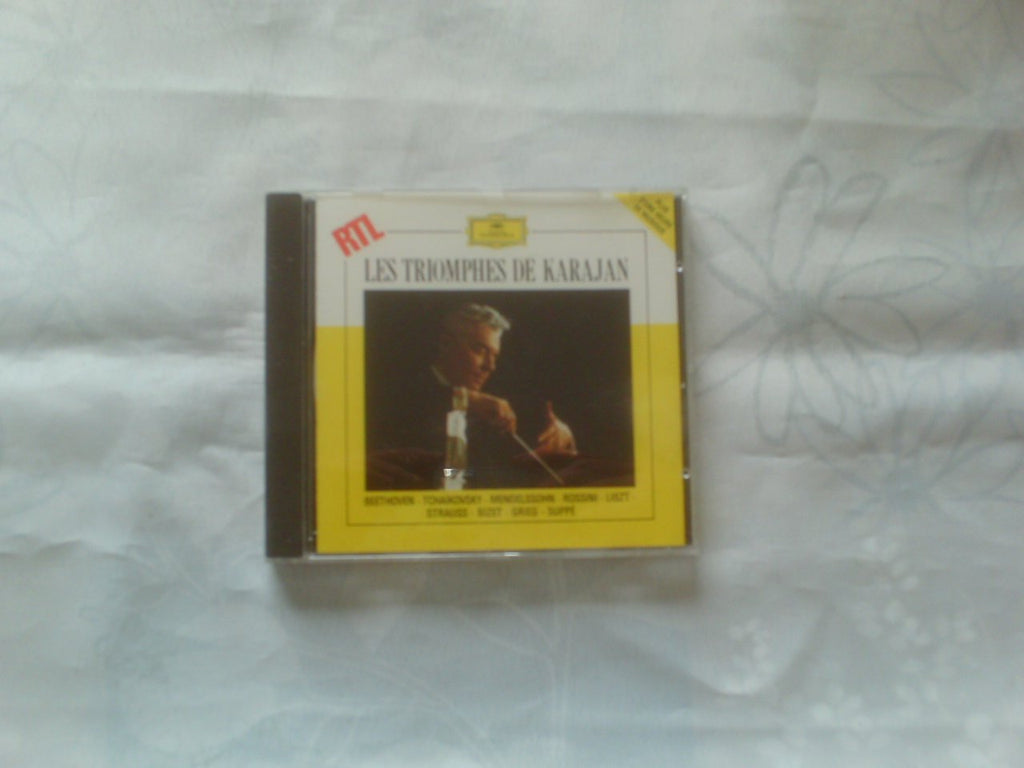 RTL
LES TRIOMPHES DE KARAJAN
BEETHOVEN · TCHAIKOVSKY · MENDELSSOHN · ROSSINI · LISZT ·
STRAUSS · BIZET · GRIEG · SUPPÉ